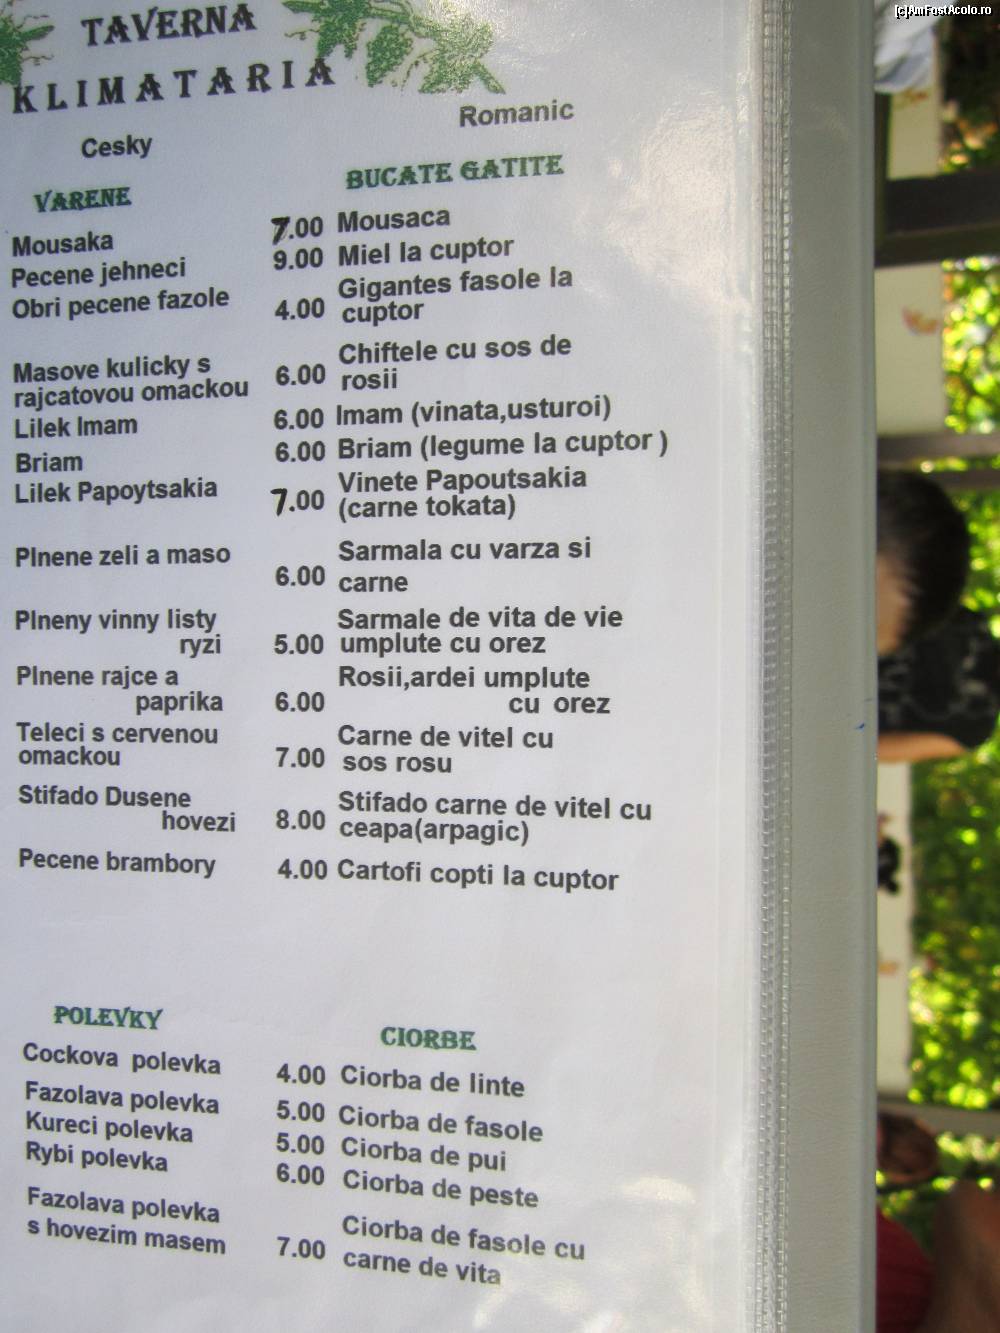 [c]AmFostAcolo.ro
TAVERNA
KLIMATARIA
Cesky Romanic
VARENE BUCATE GATITE
Mousaka 7.00 Mousaca
Pecene jehneci 9.00 Miel la cuptor
Obri pecene fazole 4.00 Gigantes fasole la
cuptor
Masove kulicky s 6.00 Chiftele cu sos de
rajcatovou omackou rosii
Lilek Imam 6.00 Imam (vinata,usturoi)
Briam 6.00 Briam (legume la cuptor )
Lilek Papoytsakia 7.00 Vinete Papoutsakia
(carne tokata)
Plnene zeli a maso 6.00 Sarmala cu varza si
carne
Plneny vinny listy Sarmale de vita de vie
ryzi 5.00 umplute cu orez
Plnene rajce a Rosii,ardei umplute
paprika 6.00 cu orez
Teleci s cervenou Carne de vitel cu
omackou 7.00 sos rosu
Stifado Dusene Stifado carne de vitel cu
hovezi 8.00 ceapa(arpagic)
Pecene brambory 4.00 Cartofi copti la cuptor
POLEVKY CIORBE
Cockova polevka 4.00 Ciorba de linte
Fazolava polevka 5.00 Ciorba de fasole
Kureci polevka 5.00 Ciorba de pui
Rybi polevka 6.00 Ciorba de peste
Fazolava polevka Ciorba de fasole cu
s hovezim masem 7.00 carne de vita